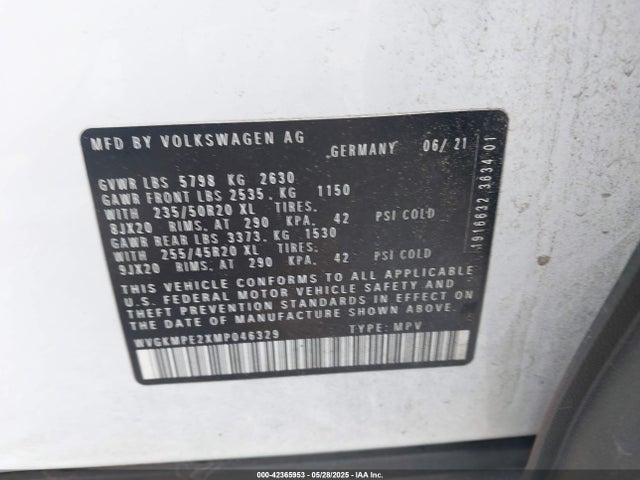 MFD BY VOLKSWAGEN AG
GERMANY 06/21
GVWR LBS 5798 KG 2630
GAWR FRONT LBS 2535. KG 1150
WITH 235/50R20 XL TIRES.
8JX20 RIMS, AT 290 KPA. 42 PSI COLD
GAWR REAR LBS 3373. KG 1530
WITH 255/45R20 XL TIRES.
9JX20 RIMS, AT 290 KPA. 42 PSI COLD
THIS VEHICLE CONFORMS TO ALL APPLICABLE
U.S. FEDERAL MOTOR VEHICLE SAFETY AND
THEFT PREVENTION STANDARDS IN EFFECT ON
THE DATE OF MANUFACTURE SHOWN ABOVE.
WVGKMPE2XMP046329 TYPE: MPV
1916632 3634 01
000-42365953 | 05/28/2025 - IAA INC.